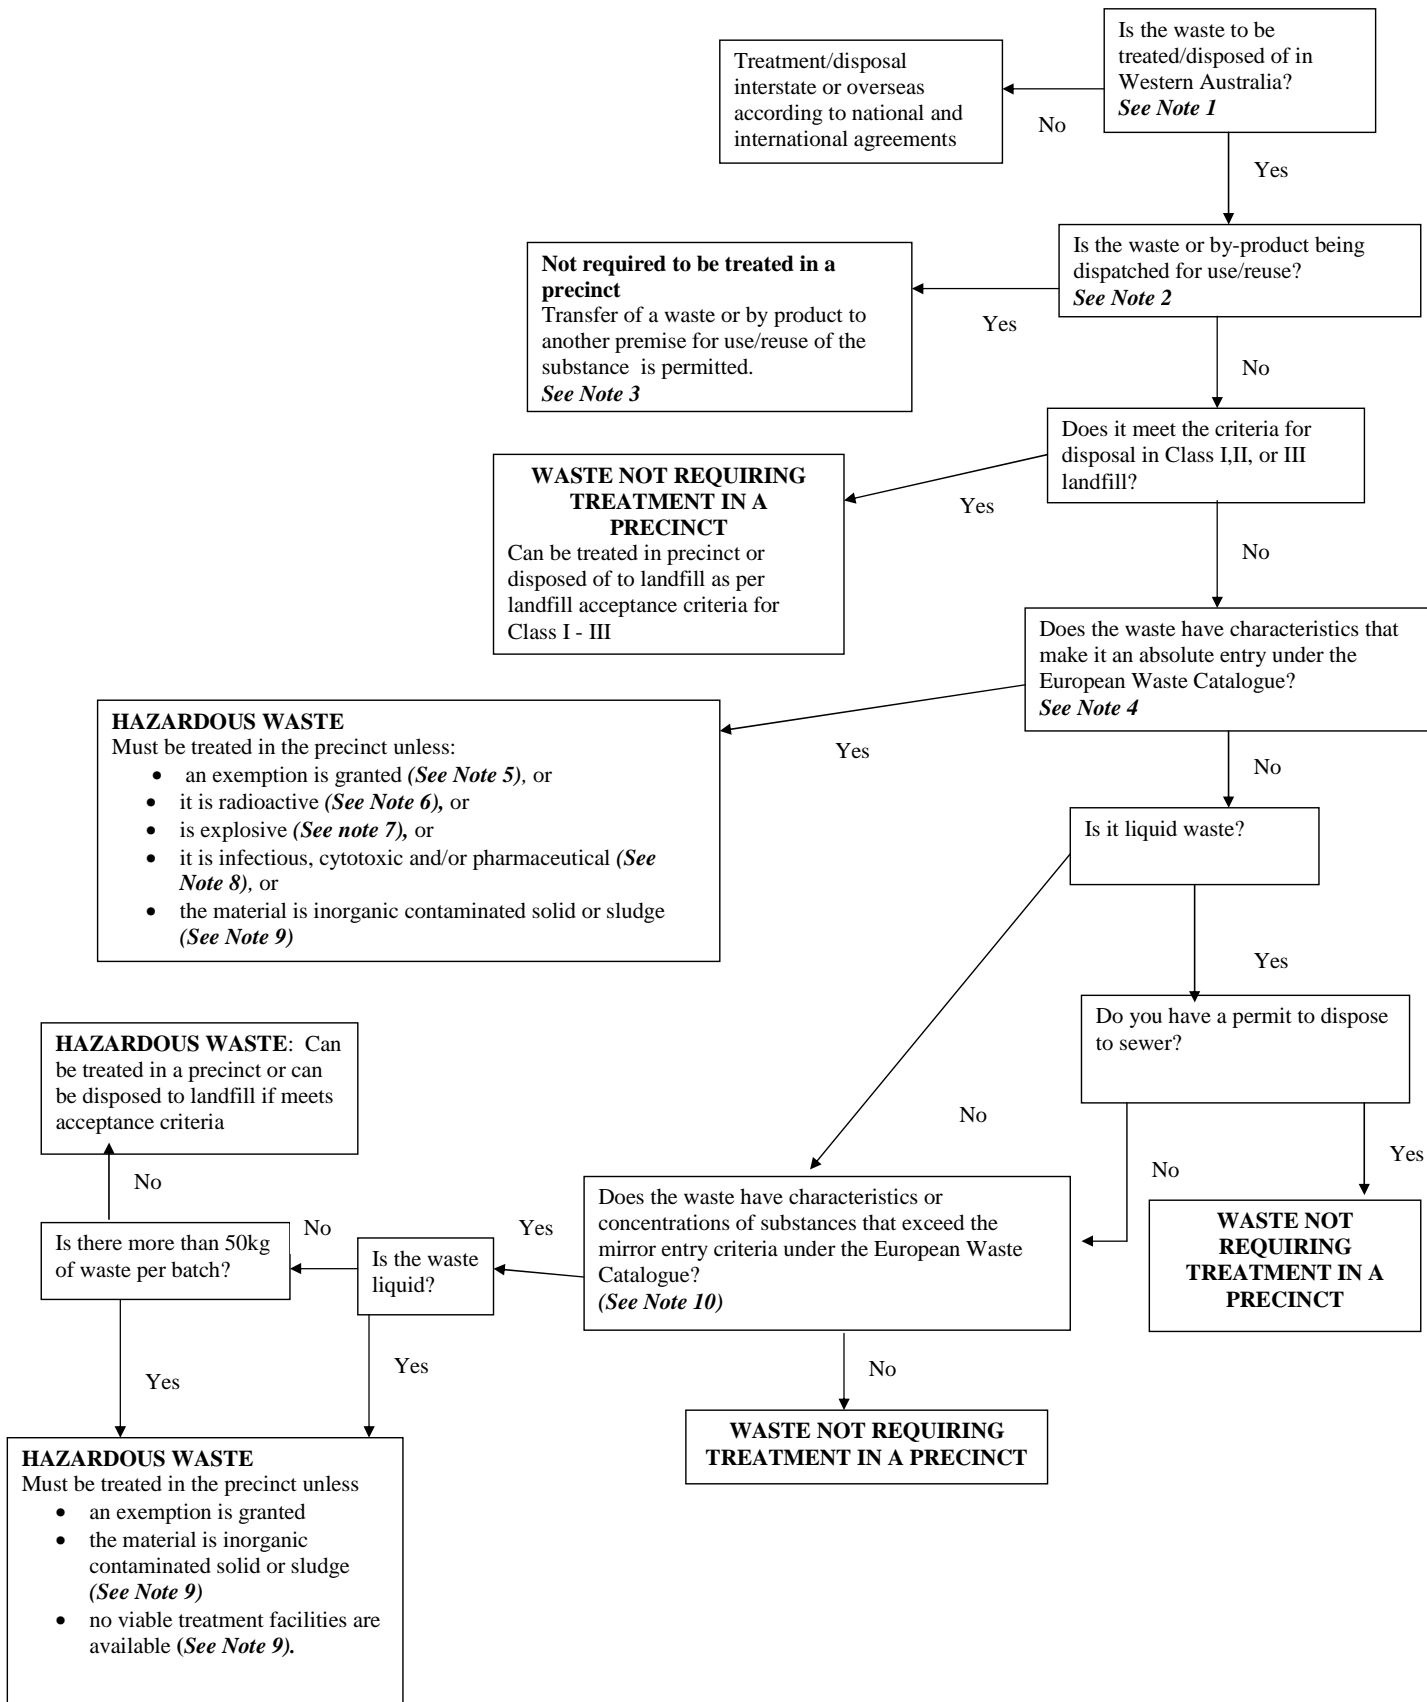 Is the waste to be
treated/disposed of in
Western Australia?
See Note 1
Treatment/disposal
interstate or overseas
according to national and
international agreements
No
Yes
Is the waste or by-product being
dispatched for use/reuse?
See Note 2
Not required to be treated in a
precinct
Transfer of a waste or by product to
another premise for use/reuse of the
substance is permitted.
See Note 3
Yes
No
Does it meet the criteria for
disposal in Class I,II, or III
landfill?
WASTE NOT REQUIRING
TREATMENT IN A
PRECINCT
Can be treated in precinct or
disposed of to landfill as per
landfill acceptance criteria for
Class I - III
Yes
No
Does the waste have characteristics that
make it an absolute entry under the
European Waste Catalogue?
See Note 4
HAZARDOUS WASTE
Must be treated in the precinct unless:
• an exemption is granted (See Note 5), or
• it is radioactive (See Note 6), or
• is explosive (See note 7), or
• it is infectious, cytotoxic and/or pharmaceutical (See
Note 8), or
• the material is inorganic contaminated solid or sludge
(See Note 9)
Yes
No
Is it liquid waste?
Yes
Do you have a permit to dispose
to sewer?
HAZARDOUS WASTE: Can
be treated in a precinct or can
be disposed to landfill if meets
acceptance criteria
No
Yes
No
No
Does the waste have characteristics or
concentrations of substances that exceed the
mirror entry criteria under the European Waste
Catalogue?
(See Note 10)
WASTE NOT
REQUIRING
TREATMENT IN A
PRECINCT
Yes
Is the waste
liquid?
No
Is there more than 50kg
of waste per batch?
Yes
Yes
No
WASTE NOT REQUIRING
TREATMENT IN A PRECINCT
HAZARDOUS WASTE
Must be treated in the precinct unless
• an exemption is granted
• the material is inorganic
contaminated solid or sludge
(See Note 9)
• no viable treatment facilities are
available (See Note 9).